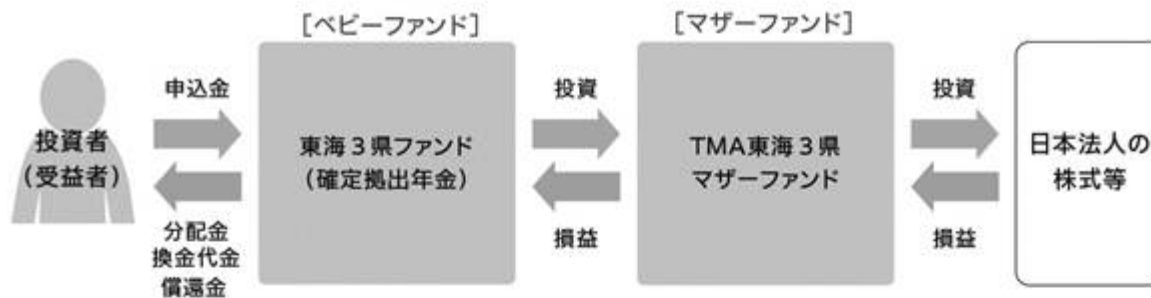 [ベビーファンド]
[マザーファンド]
投資者
(受益者)
申込金
分配金
換金代金
償還金
東海3県ファンド
(確定拠出年金)
投資
損益
TMA東海3県
マザーファンド
投資
損益
日本法人の
株式等